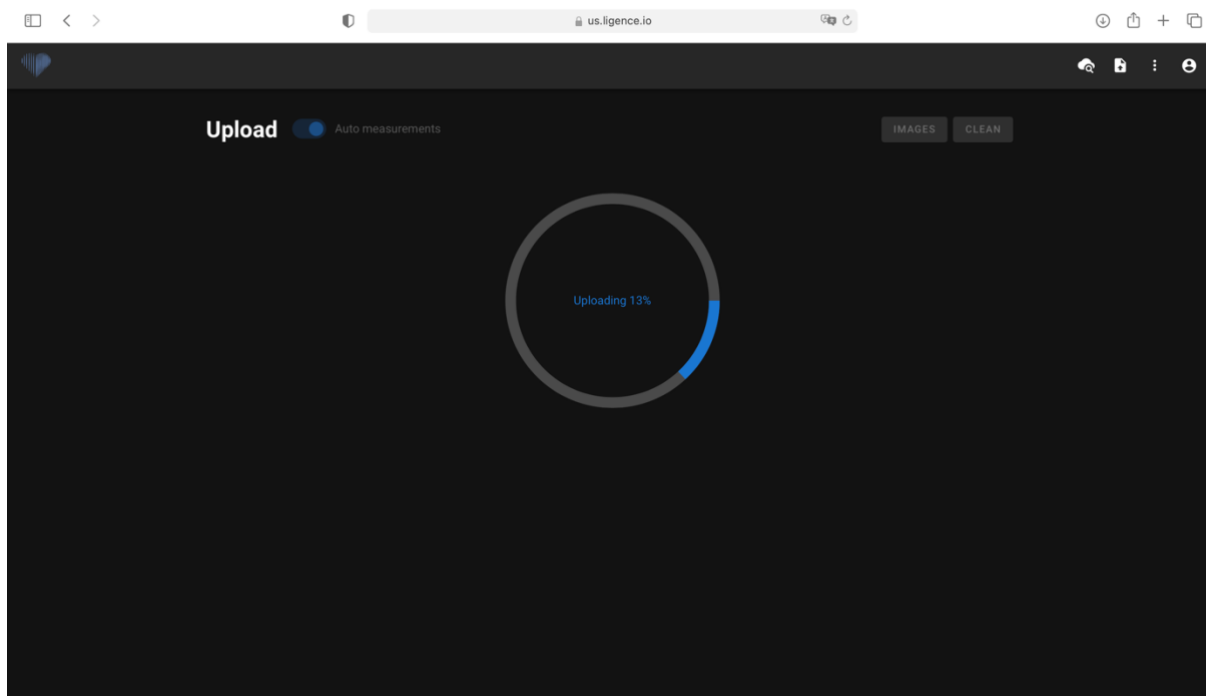 us.ligence.io
Upload
Auto measurements
IMAGES
CLEAN
Uploading 13%